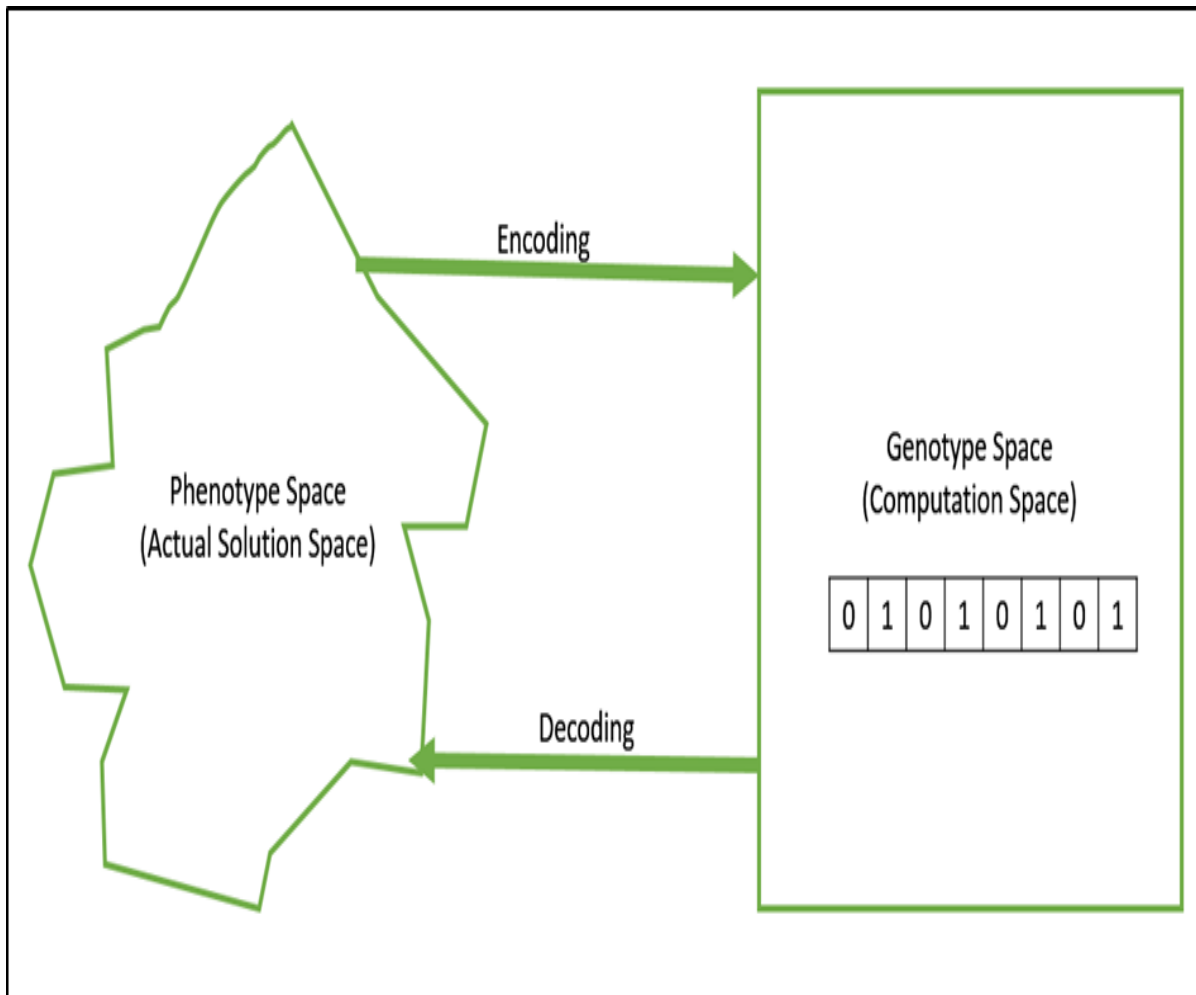 Encoding
Phenotype Space
(Actual Solution Space)
Genotype Space
(Computation Space)
0 1 0 1 0 1 0 1
Decoding